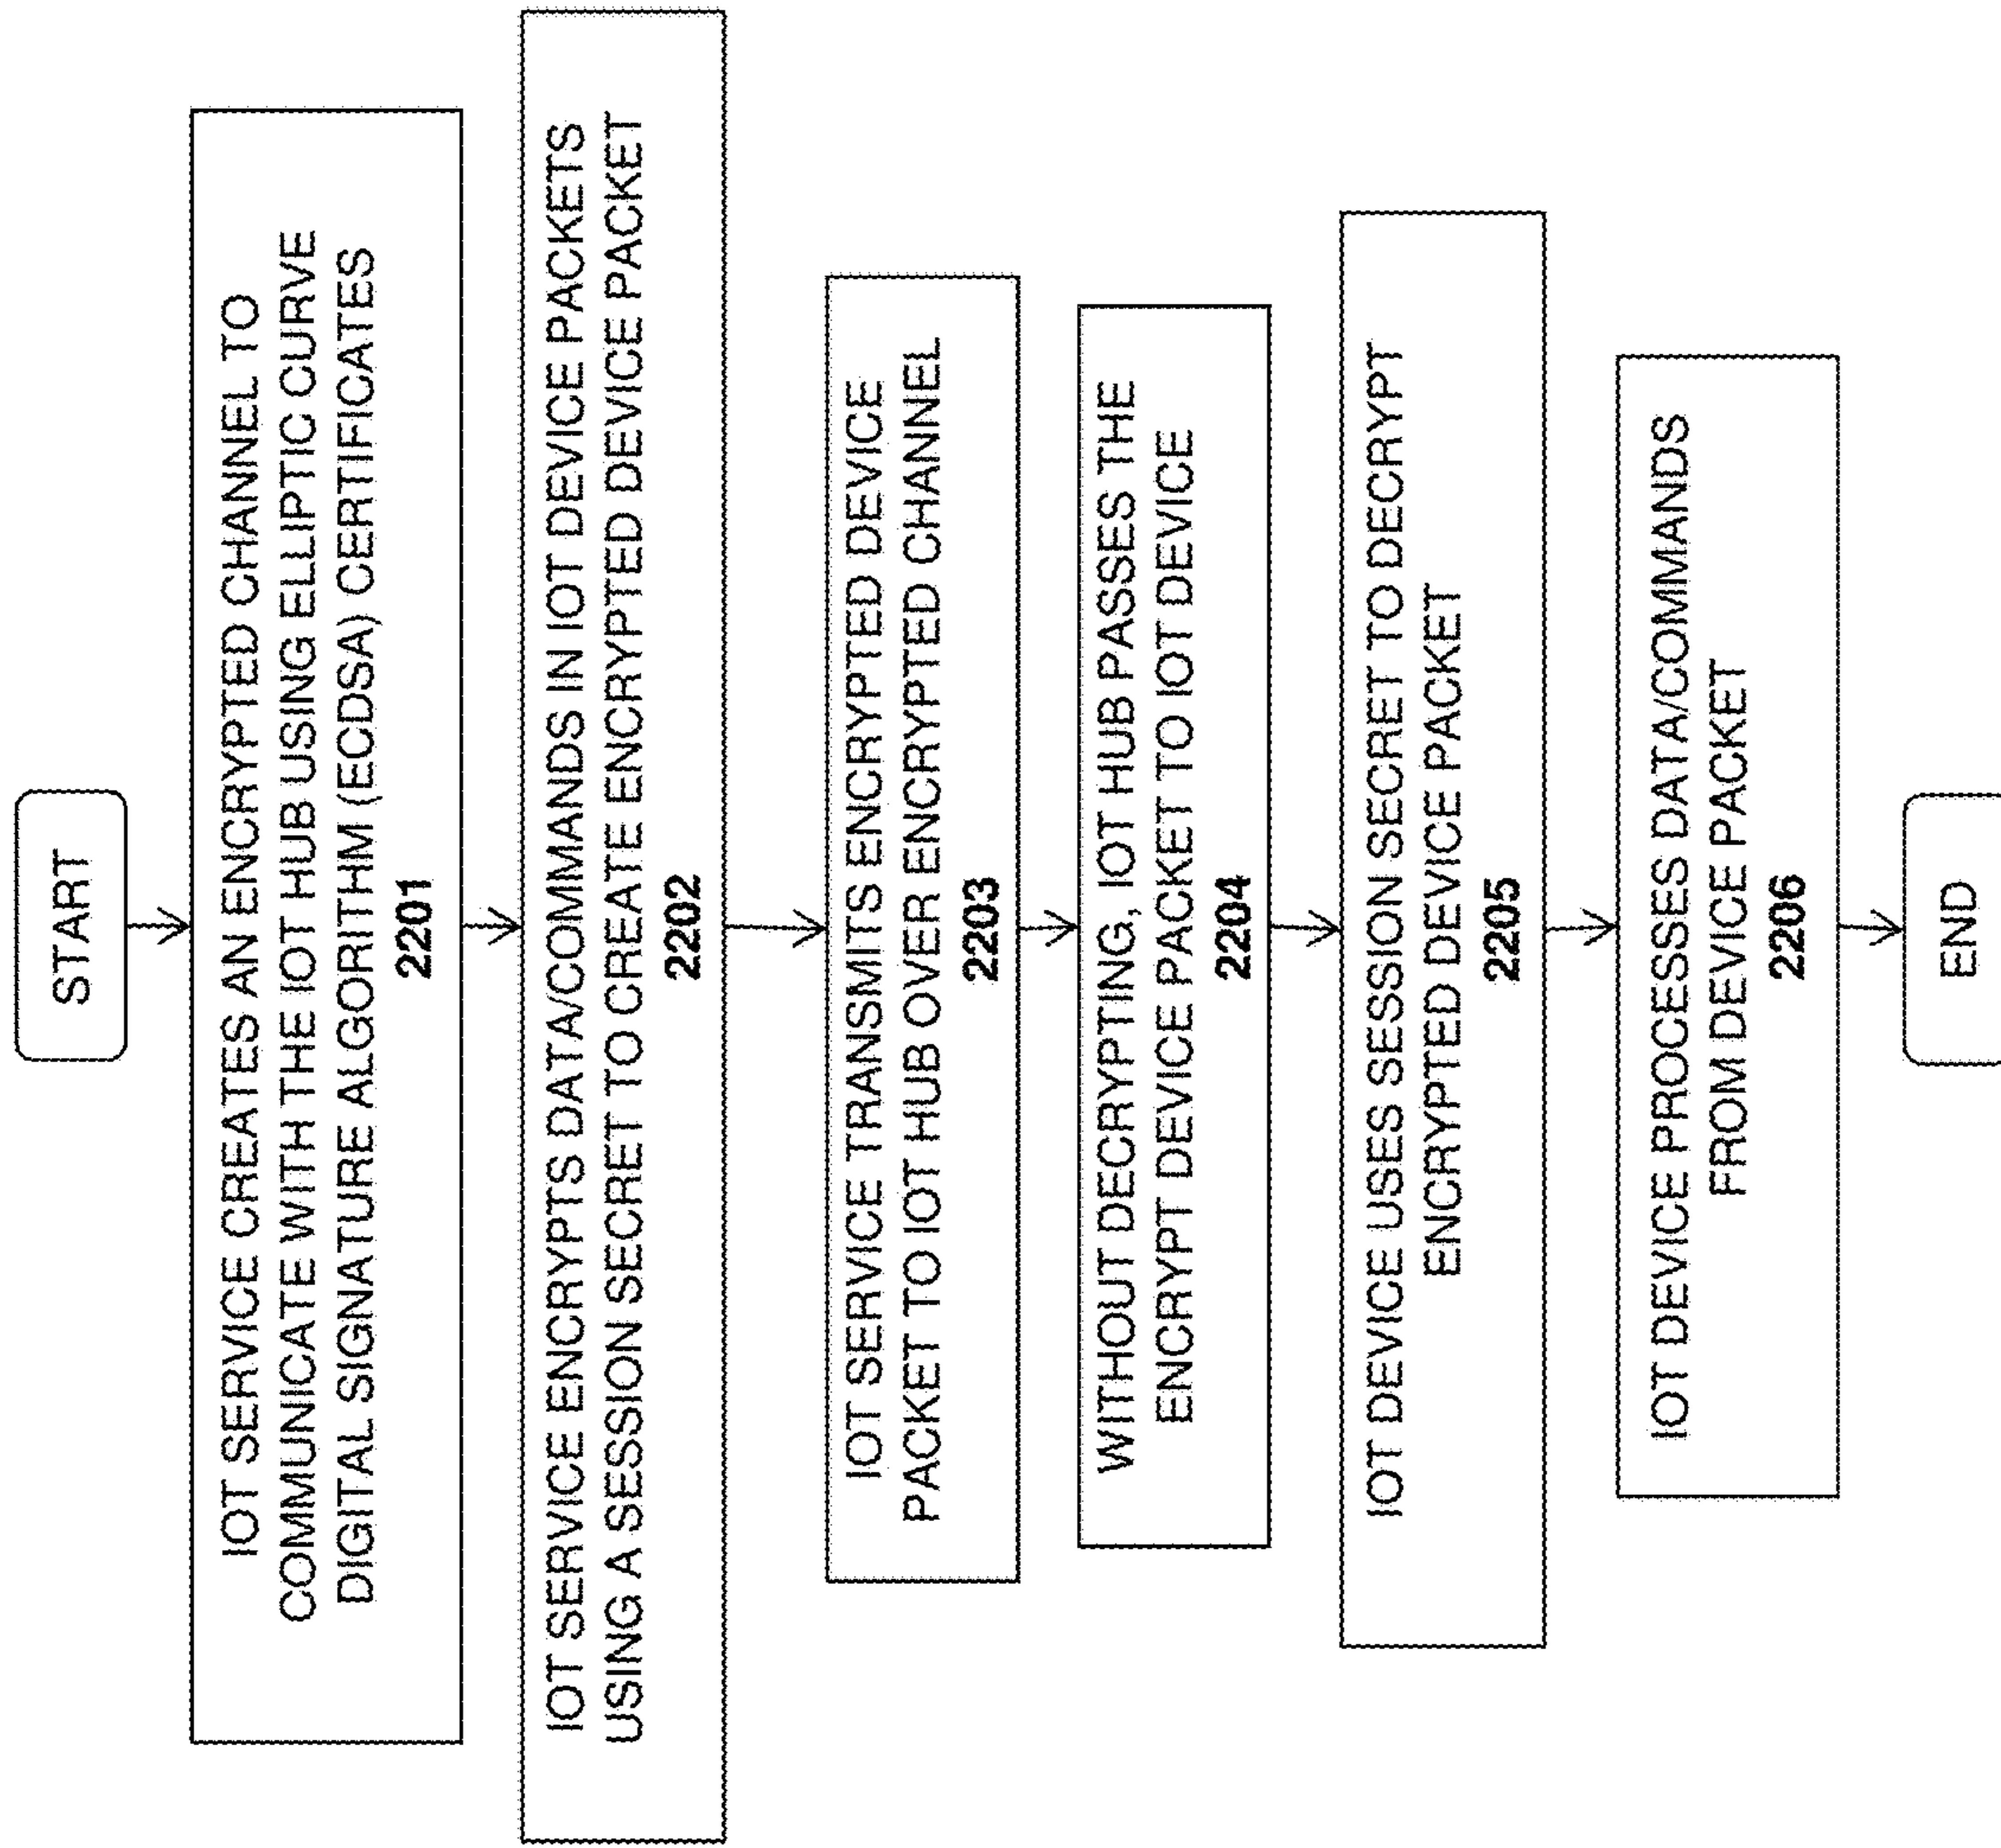 START
IOT SERVICE CREATES AN ENCRYPTED CHANNEL TO
COMMUNICATE WITH THE IOT HUB USING ELLIPTIC CURVE
DIGITAL SIGNATURE ALGORITHM (ECDSA) CERTIFICATES
2201
IOT SERVICE ENCRYPTS DATA/COMMANDS IN IOT DEVICE PACKETS
USING A SESSION SECRET TO CREATE ENCRYPTED DEVICE PACKET
2202
IOT SERVICE TRANSMITS ENCRYPTED DEVICE
PACKET TO IOT HUB OVER ENCRYPTED CHANNEL
2203
WITHOUT DECRYPTING, IOT HUB PASSES THE
ENCRYPT DEVICE PACKET TO IOT DEVICE
2204
IOT DEVICE USES SESSION SECRET TO DECRYPT
ENCRYPTED DEVICE PACKET
2205
IOT DEVICE PROCESSES DATA/COMMANDS
FROM DEVICE PACKET
2206
END